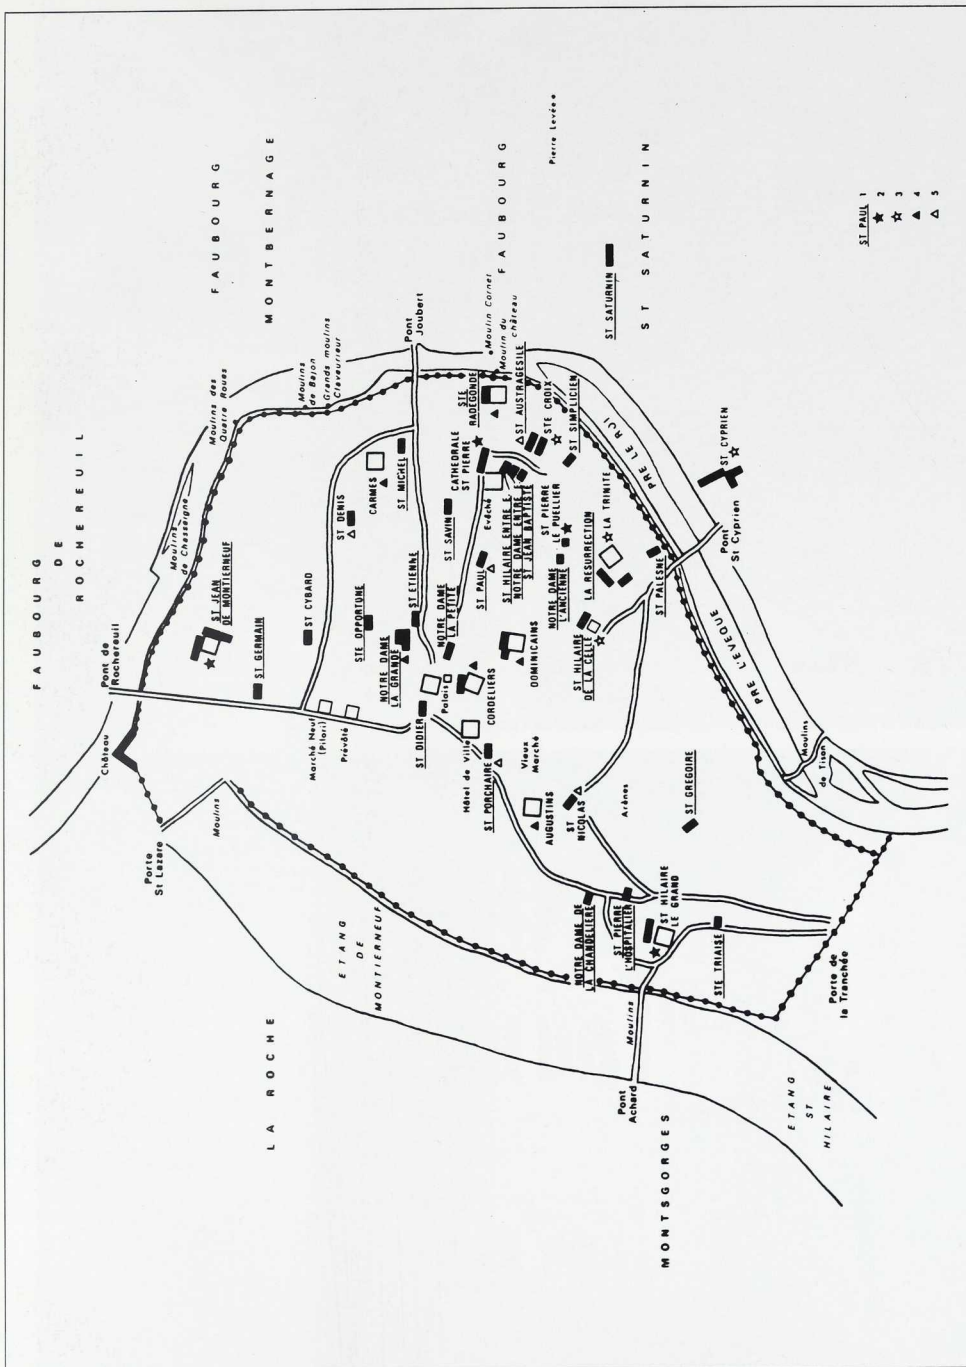 FAUBOURG
DE
ROCHEREUIL
FAUBOURG
MONTBERNAGE
FAUBOURG
ST SATURNIN
Pierre Levée
Pont de
Rochereuil
Château
Porte
St Lazare
Moulins
Moulins
de Chasseigne
Moulins des
Quatre Roues
Moulins
de Bajon
Grands moulins
Claveurieur
Pont
Joubert
Moulin Cornet
Moulin du
château
ST JEAN
DE MONTIERNEUF
ST GERMAIN
ST CYBARD
Marché Neuf
(Pilori)
Prévôté
ST DENIS
CARMES
ST MICHEL
STE OPPORTUNE
NOTRE DAME
LA GRANDE
ST ETIENNE
ST SAVIN
CATHEDRALE
ST PIERRE
Evêché
STE
RADEGONDE
ST AUSTRAGESILE
STE CROIX
ST SIMPLICIEN
ST SATURNIN
NOTRE DAME
LA PETITE
ST PAUL
ST HILAIRE ENTRE E.
NOTRE DAME ENTRE E.
ST JEAN BAPTISTE
ST PIERRE
LE PUELLIER
NOTRE DAME
L'ANCIENNE
LA RESURRECTION
LA TRINITE
ST PALESNE
ST DIDIER
Palais
CORDELIERS
DOMINICAINS
ST HILAIRE
DE LA CELLE
Hôtel de Ville
ST PORCHAIRE
Vieux
Marché
AUGUSTINS
ST
NICOLAS
Arènes
ST GREGOIRE
PRE LE RJI
PRE L'EVEQUE
Pont
St Cyprien
ST CYPRIEN
Moulins
de Tison
NOTRE DAME DE
LA CHANDELIERE
ST PIERRE
L'HOSPITALIER
ST HILAIRE
LE GRAND
STE TRIAISE
Porte de
la Tranchée
Moulins
Pont
Achard
ETANG
DE
MONTIERNEUF
LA ROCHE
MONTSGORGES
ETANG
ST
HILAIRE
ST PAUL 1
2
3
4
5